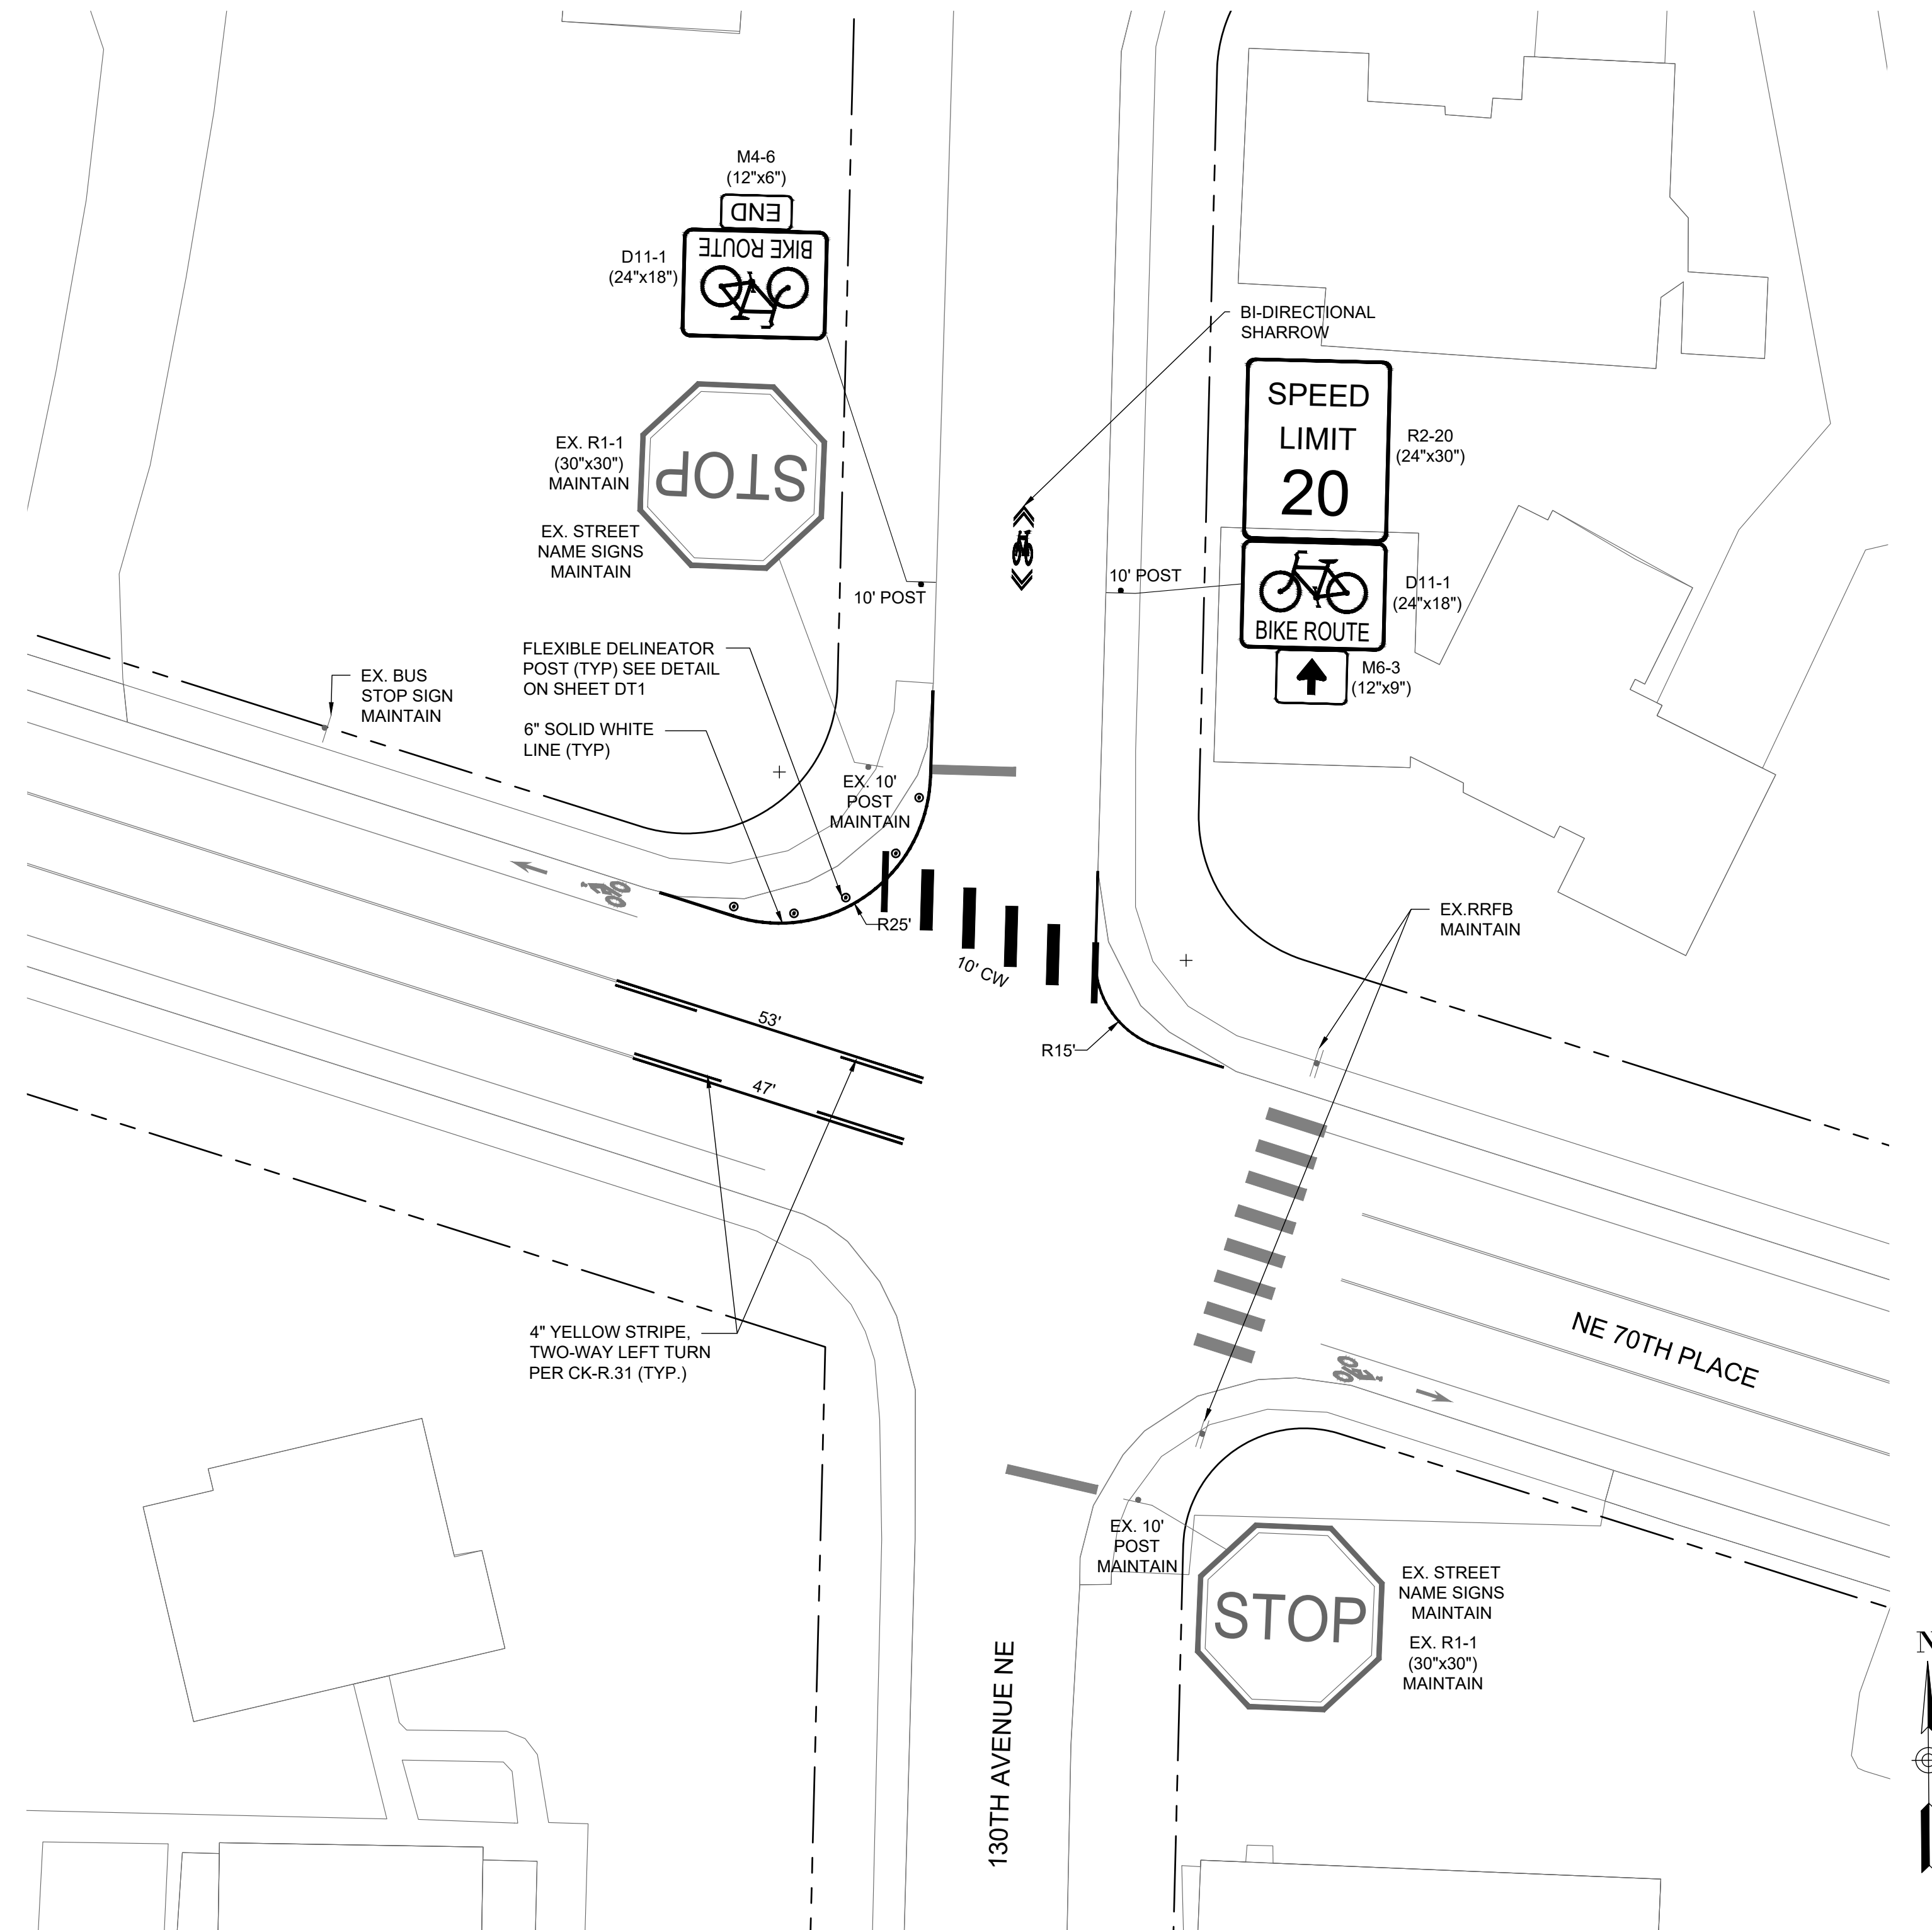 M4-6
(12"x6")
END
BIKE ROUTE
D11-1
(24"x18")
BI-DIRECTIONAL
SHARROW
SPEED
LIMIT
20
R2-20
(24"x30")
EX. R1-1
(30"x30")
MAINTAIN
STOP
EX. STREET
NAME SIGNS
MAINTAIN
10' POST
10' POST
D11-1
(24"x18")
BIKE ROUTE
M6-3
(12"x9")
FLEXIBLE DELINEATOR
POST (TYP) SEE DETAIL
ON SHEET DT1
EX. BUS
STOP SIGN
MAINTAIN
6" SOLID WHITE
LINE (TYP)
EX. 10'
POST
MAINTAIN
R25'
10' CW
EX.RRFB
MAINTAIN
53'
R15'
47'
4" YELLOW STRIPE,
TWO-WAY LEFT TURN
PER CK-R.31 (TYP.)
NE 70TH PLACE
EX. 10'
POST
MAINTAIN
STOP
EX. STREET
NAME SIGNS
MAINTAIN
EX. R1-1
(30"x30")
MAINTAIN
130TH AVENUE NE
N